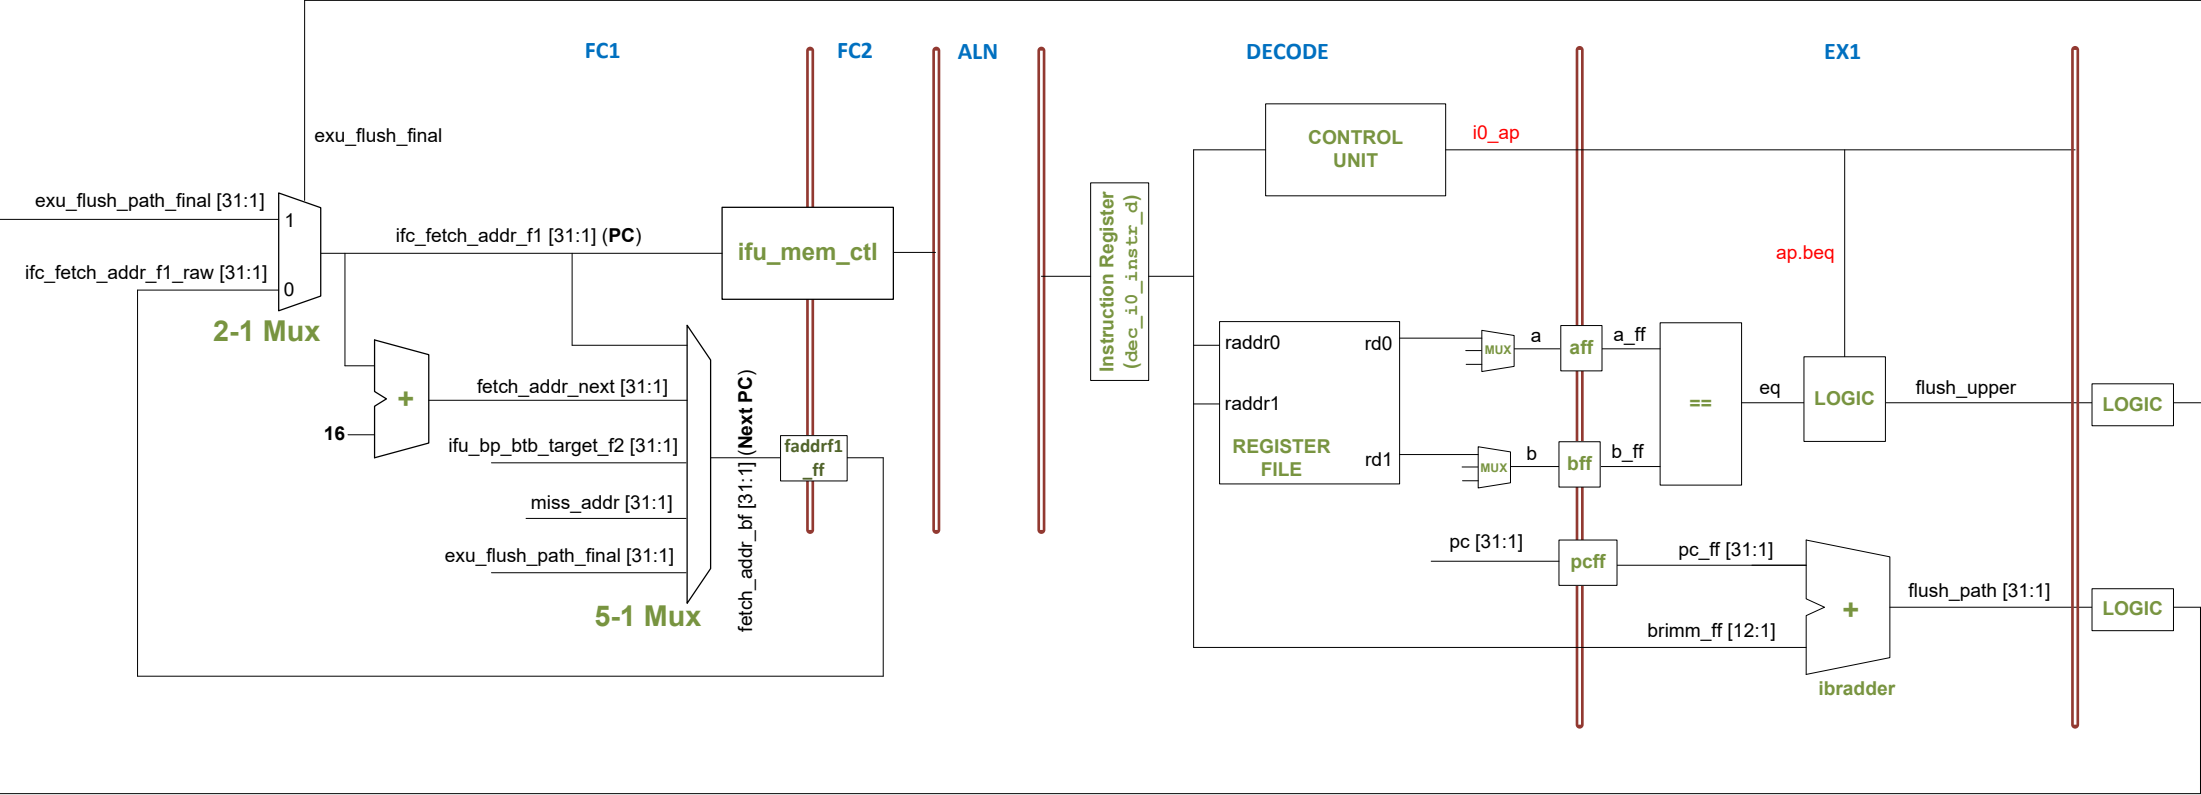 FC1
FC2
ALN
DECODE
EX1
exu_flush_final
exu_flush_path_final [31:1]
1
ifc_fetch_addr_f1_raw [31:1]
0
2-1 Mux
ifc_fetch_addr_f1 [31:1] (PC)
ifu_mem_ctl
+
16
fetch_addr_next [31:1]
ifu_bp_btb_target_f2 [31:1]
miss_addr [31:1]
exu_flush_path_final [31:1]
5-1 Mux
fetch_addr_bf [31:1] (Next PC)
faddrf1
_ff
Instruction Register
(dec_i0_instr_d)
CONTROL
UNIT
i0_ap
ap.beq
raddr0
rd0
raddr1
rd1
REGISTER
FILE
MUX
a
aff
a_ff
MUX
b
bff
b_ff
==
eq
LOGIC
flush_upper
LOGIC
pc [31:1]
pcff
pc_ff [31:1]
brimm_ff [12:1]
+
ibradder
flush_path [31:1]
LOGIC